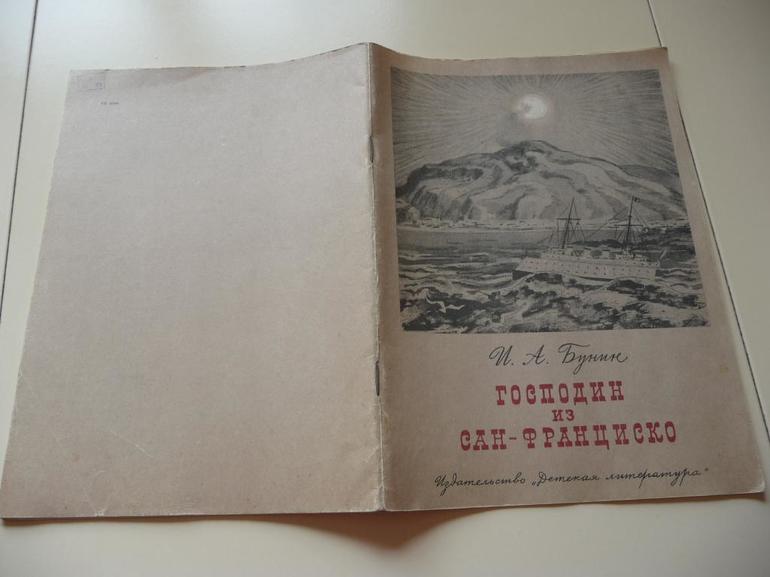 И. А. Бунин
ГОСПОДИН
ИЗ
САН-ФРАНЦИСКО
Издательство „Детская литература"